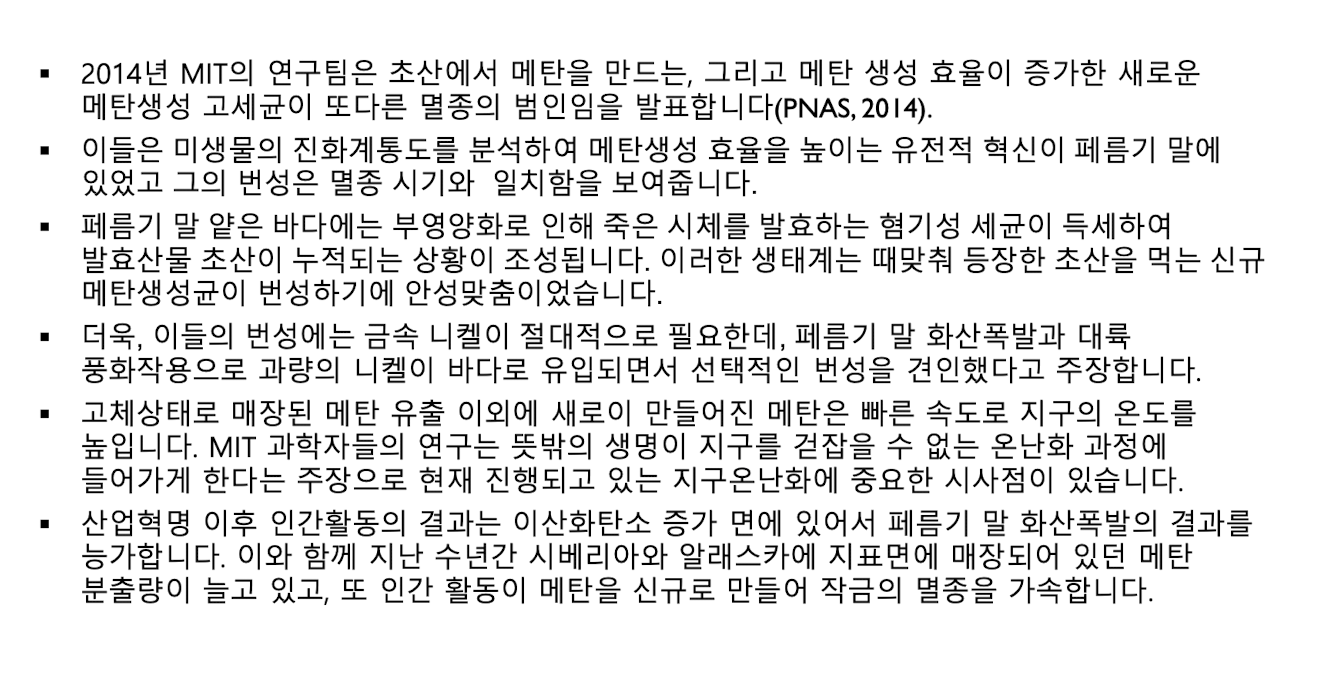 ▪ 2014년 MIT의 연구팀은 초산에서 메탄을 만드는, 그리고 메탄 생성 효율이 증가한 새로운
메탄생성 고세균이 또다른 멸종의 범인임을 발표합니다(PNAS, 2014).
▪ 이들은 미생물의 진화계통도를 분석하여 메탄생성 효율을 높이는 유전적 혁신이 페름기 말에
있었고 그의 번성은 멸종 시기와  일치함을 보여줍니다.
▪ 페름기 말 얕은 바다에는 부영양화로 인해 죽은 시체를 발효하는 혐기성 세균이 득세하여
발효산물 초산이 누적되는 상황이 조성됩니다. 이러한 생태계는 때맞춰 등장한 초산을 먹는 신규
메탄생성균이 번성하기에 안성맞춤이었습니다.
▪ 더욱, 이들의 번성에는 금속 니켈이 절대적으로 필요한데, 페름기 말 화산폭발과 대륙
풍화작용으로 과량의 니켈이 바다로 유입되면서 선택적인 번성을 견인했다고 주장합니다.
▪ 고체상태로 매장된 메탄 유출 이외에 새로이 만들어진 메탄은 빠른 속도로 지구의 온도를
높입니다. MIT 과학자들의 연구는 뜻밖의 생명이 지구를 걷잡을 수 없는 온난화 과정에
들어가게 한다는 주장으로 현재 진행되고 있는 지구온난화에 중요한 시사점이 있습니다.
▪ 산업혁명 이후 인간활동의 결과는 이산화탄소 증가 면에 있어서 페름기 말 화산폭발의 결과를
능가합니다. 이와 함께 지난 수년간 시베리아와 알래스카에 지표면에 매장되어 있던 메탄
분출량이 늘고 있고, 또 인간 활동이 메탄을 신규로 만들어 작금의 멸종을 가속합니다.